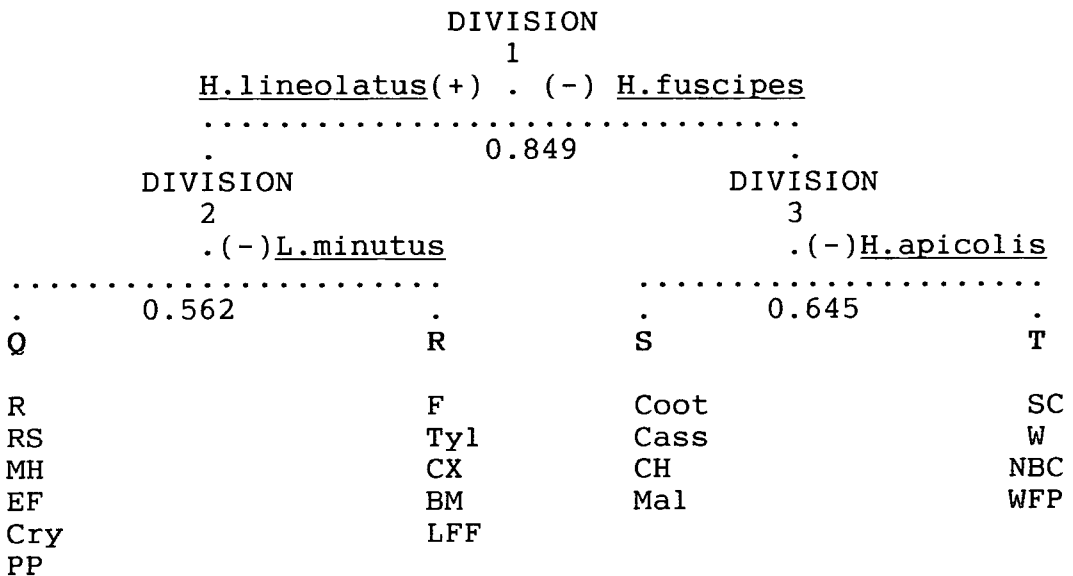 DIVISION
1
H.lineolatus(+) . (-) H.fuscipes
................................
. 0.849 .
DIVISION DIVISION
2 3
.(-)L.minutus .(-)H.apicolis
....................... ......................
. 0.562 . . 0.645 .
Q R S T
R F Coot SC
RS Tyl Cass W
MH CX CH NBC
EF BM Mal WFP
Cry LFF
PP